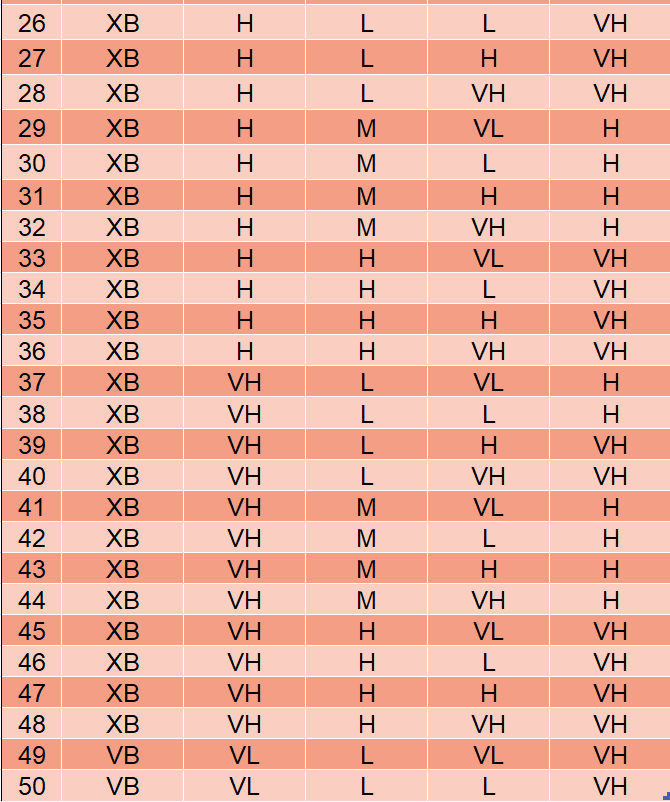 26 XB H L L VH
27 XB H L H VH
28 XB H L VH VH
29 XB H M VL H
30 XB H M L H
31 XB H M H H
32 XB H M VH H
33 XB H H VL VH
34 XB H H L VH
35 XB H H H VH
36 XB H H VH VH
37 XB VH L VL H
38 XB VH L L H
39 XB VH L H VH
40 XB VH L VH VH
41 XB VH M VL H
42 XB VH M L H
43 XB VH M H H
44 XB VH M VH H
45 XB VH H VL VH
46 XB VH H L VH
47 XB VH H H VH
48 XB VH H VH VH
49 VB VL L VL VH
50 VB VL L L VH